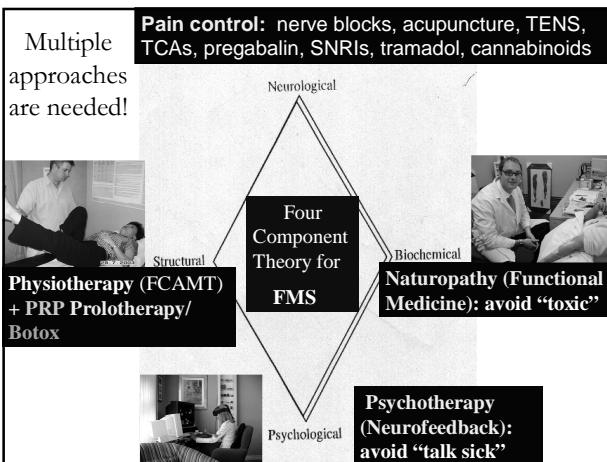 Multiple
approaches
are needed!
Pain control: nerve blocks, acupuncture, TENS,
TCAs, pregabalin, SNRIs, tramadol, cannabinoids
Neurological
Four
Component
Theory for
FMS
Structural
Biochemical
Physiotherapy (FCAMT)
+ PRP Prolotherapy/
Botox
Naturopathy (Functional
Medicine): avoid “toxic”
Psychological
Psychotherapy
(Neurofeedback):
avoid “talk sick”